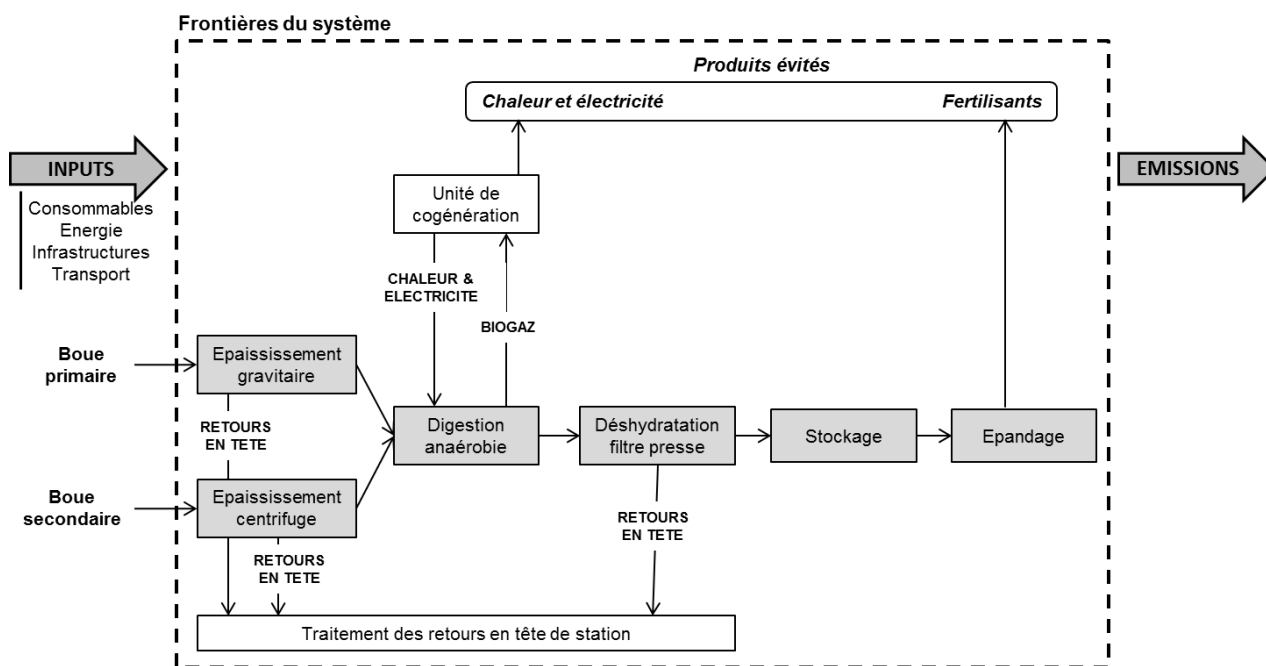 Frontières du système
Produits évités
Chaleur et électricité
Fertilisants
INPUTS
Consommables
Energie
Infrastructures
Transport
EMISSIONS
Unité de
cogénération
CHALEUR &
ELECTRICITE
BIOGAZ
Boue
primaire
Epaississement
gravitaire
RETOURS
EN TETE
Digestion
anaérobie
Déshydratation
filtre presse
Stockage
Epandage
Boue
secondaire
Epaississement
centrifuge
RETOURS
EN TETE
RETOURS
EN TETE
Traitement des retours en tête de station